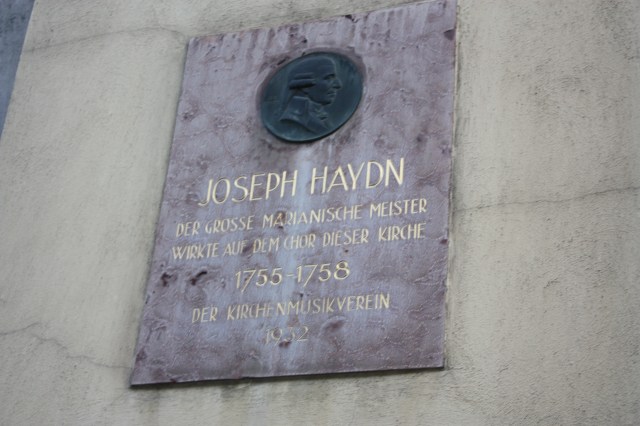 JOSEPH HAYDN
DER GROSSE MARIANISCHE MEISTER
WIRKTE AUF DEM CHOR DIESER KIRCHE
1755-1758
DER KIRCHENMUSIKVEREIN
1932